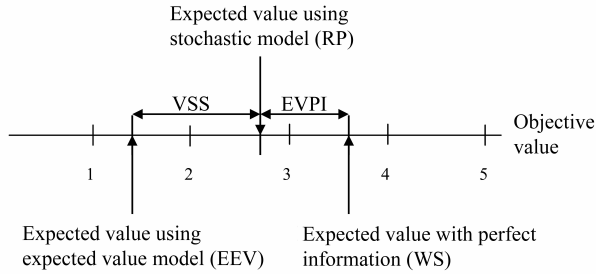 Expected value using
stochastic model (RP)
VSS
EVPI
Objective
value
1
2
3
4
5
Expected value using
expected value model (EEV)
Expected value with perfect
information (WS)